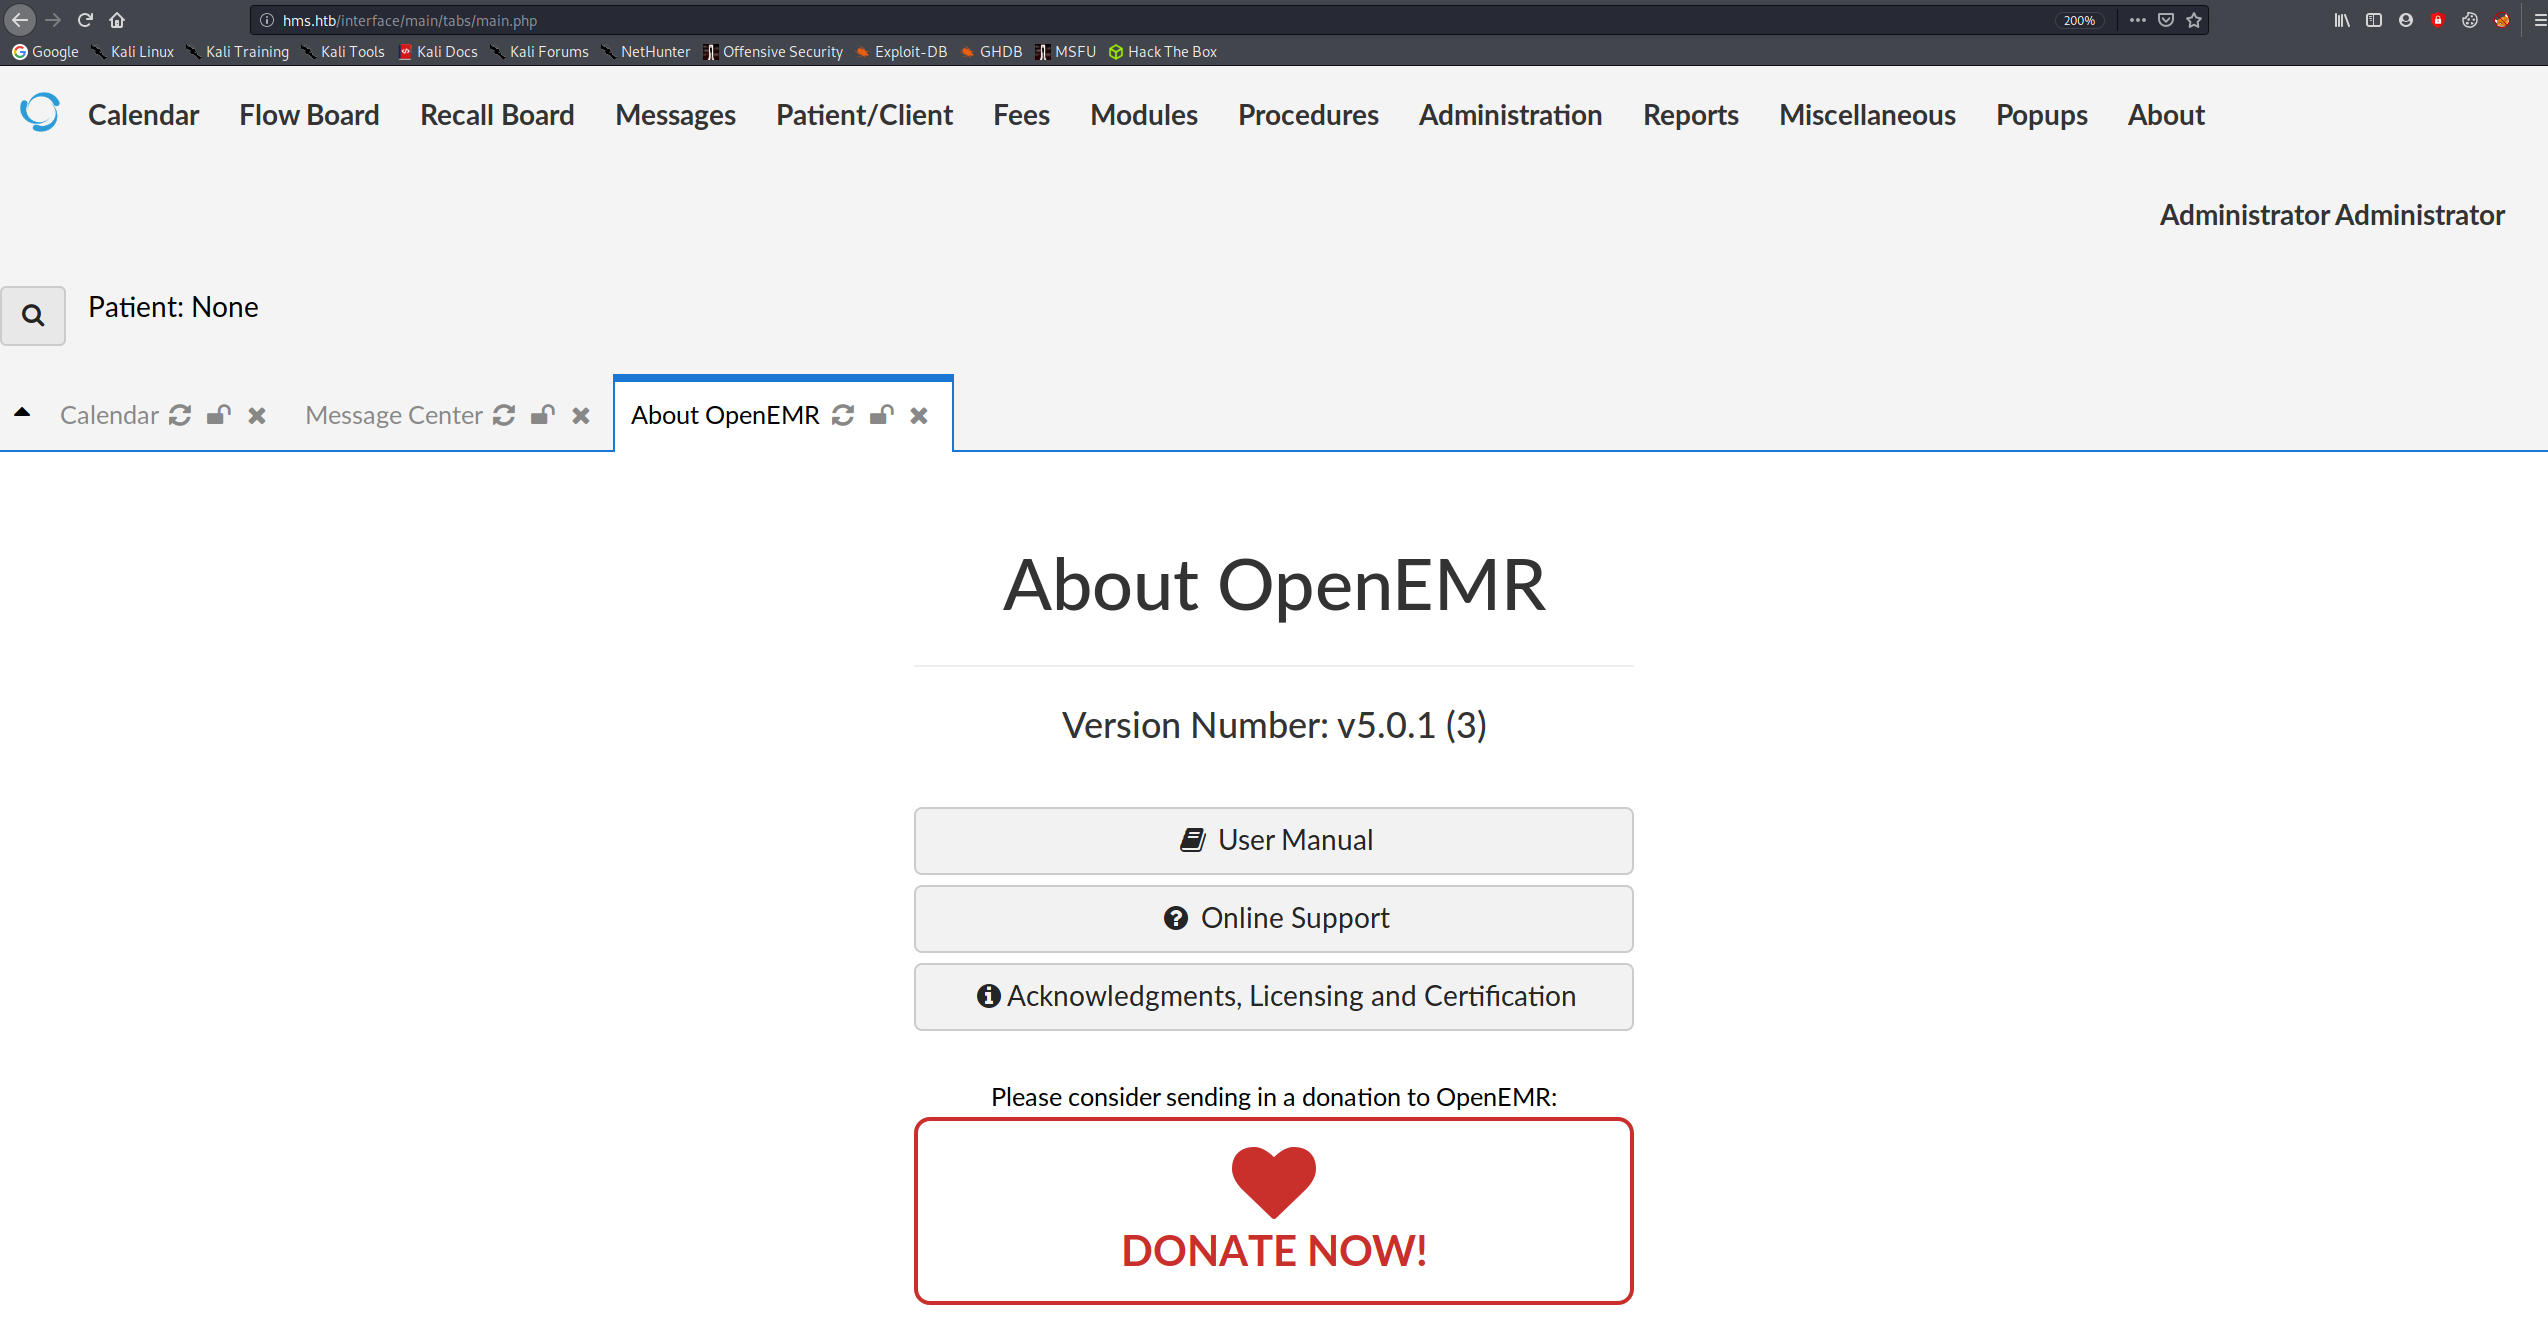 hms.htb/interface/main/tabs/main.php 200%
Google Kali Linux Kali Training Kali Tools Kali Docs Kali Forums NetHunter Offensive Security Exploit-DB GHDB MSFU Hack The Box
Calendar Flow Board Recall Board Messages Patient/Client Fees Modules Procedures Administration Reports Miscellaneous Popups About
Administrator Administrator
Patient: None
Calendar Message Center About OpenEMR
About OpenEMR
Version Number: v5.0.1 (3)
User Manual
Online Support
Acknowledgments, Licensing and Certification
Please consider sending in a donation to OpenEMR:
DONATE NOW!